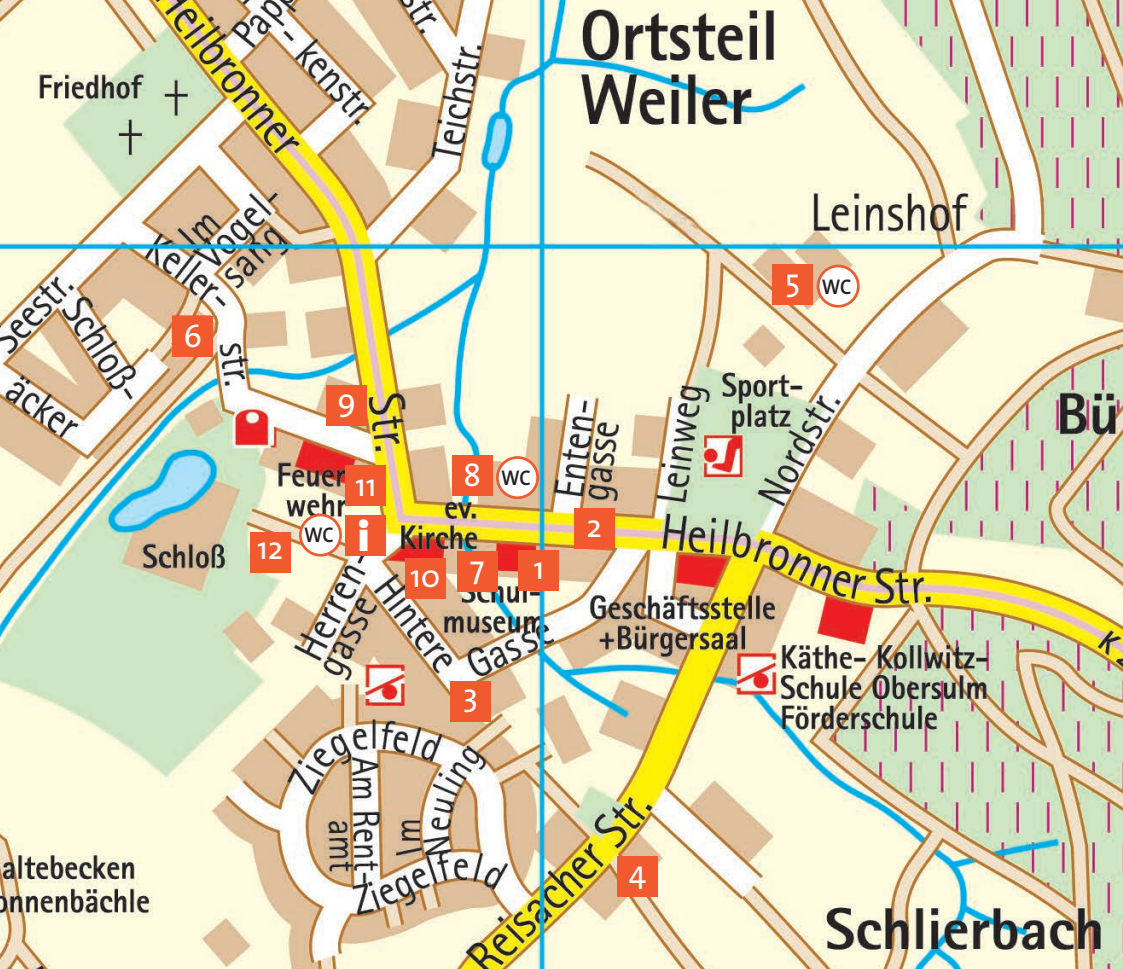 Heilbronner
Papp
- kenstr.
str.
Teichstr.
Ortsteil
Weiler
Friedhof
Im
Vogel-
sang
Leinshof
Keller-
str.
Seestr.
Schloß-
äcker
5
WC
6
9
Str.
Sport-
platz
Bü
Enten-
gasse
Leinweg
Nordstr.
Feuer
wehr
11
8
WC
ev.
Kirche
2
Heilbronner Str.
Schloß
12
WC
i
10
7
1
Schul-
museum
Herren-
gasse
Hintere
Gasse
Geschäftsstelle
+Bürgersaal
K 2
Käthe- Kollwitz-
Schule Obersulm
Förderschule
3
Ziegelfeld
Am Rent-
amt
Im
Neuling
Ziegelfeld
Reisacher Str.
4
altebecken
onnenbächle
Schlierbach